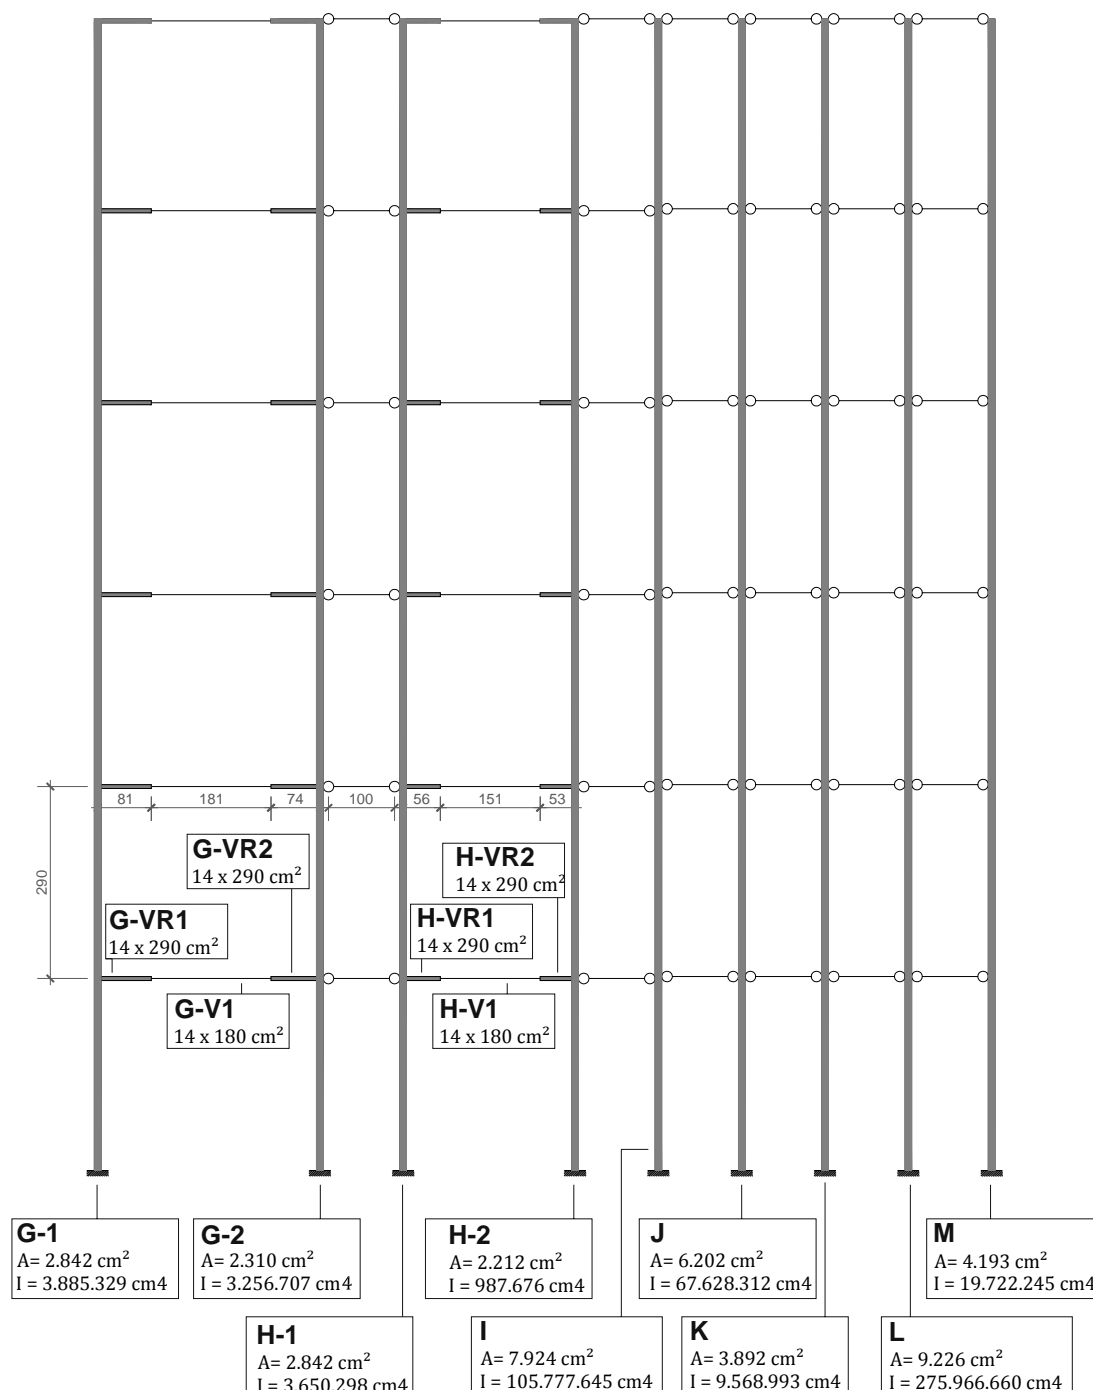 81 181 74 100 56 151 53
290
G-VR2
14 x 290 cm²
H-VR2
14 x 290 cm²
G-VR1
14 x 290 cm²
H-VR1
14 x 290 cm²
G-V1
14 x 180 cm²
H-V1
14 x 180 cm²
G-1
A= 2.842 cm²
I = 3.885.329 cm4
G-2
A= 2.310 cm²
I = 3.256.707 cm4
H-2
A= 2.212 cm²
I = 987.676 cm4
J
A= 6.202 cm²
I = 67.628.312 cm4
M
A= 4.193 cm²
I = 19.722.245 cm4
H-1
A= 2.842 cm²
I = 3.650.298 cm4
I
A= 7.924 cm²
I = 105.777.645 cm4
K
A= 3.892 cm²
I = 9.568.993 cm4
L
A= 9.226 cm²
I = 275.966.660 cm4